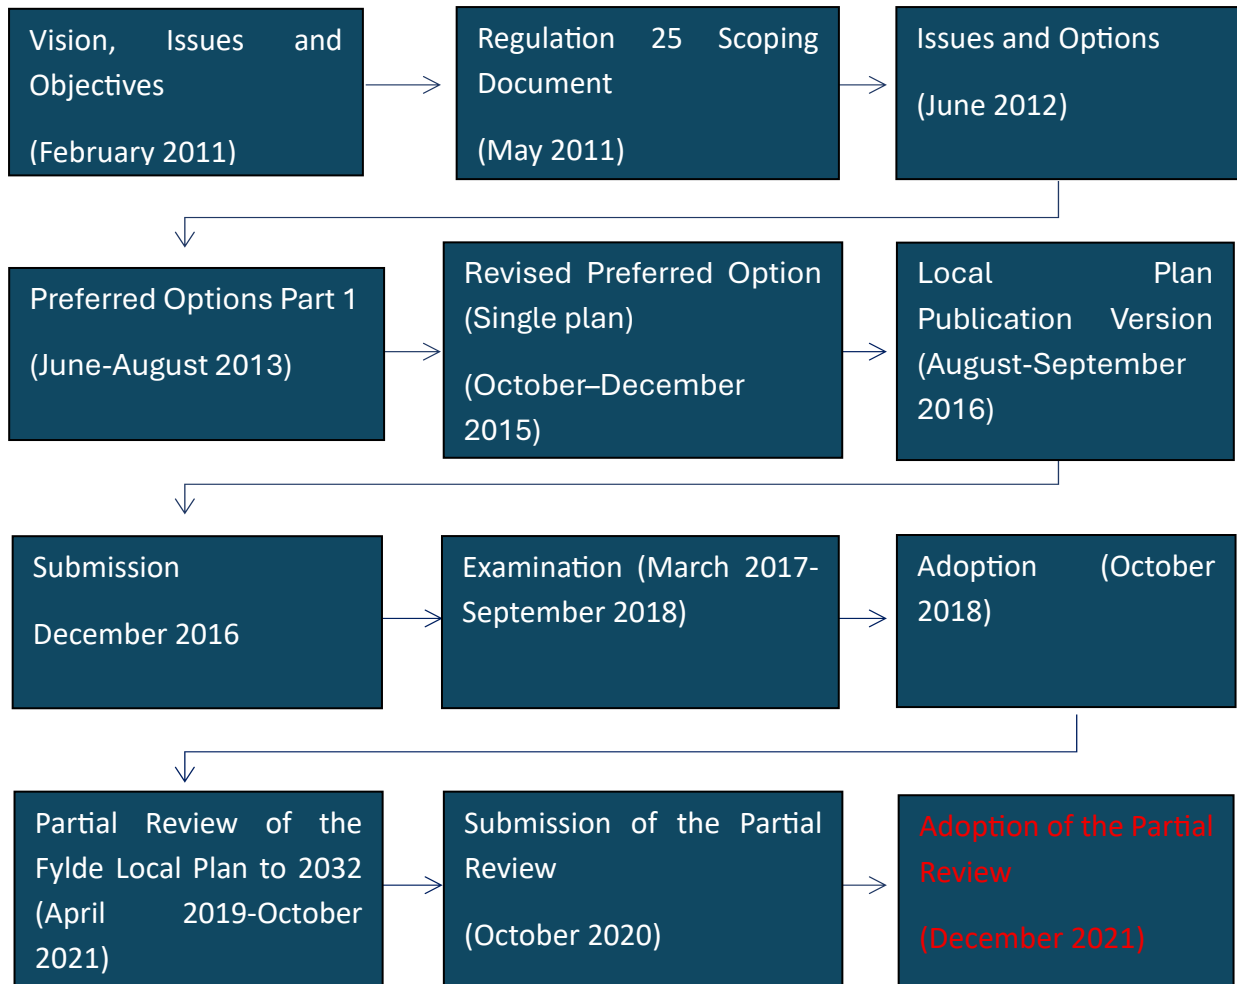 Vision, Issues and
Objectives
(February 2011)
Regulation 25 Scoping
Document
(May 2011)
Issues and Options
(June 2012)
Preferred Options Part 1
(June-August 2013)
Revised Preferred Option
(Single plan)
(October–December
2015)
Local Plan
Publication Version
(August-September
2016)
Submission
December 2016
Examination (March 2017-
September 2018)
Adoption (October
2018)
Partial Review of the
Fylde Local Plan to 2032
(April 2019-October
2021)
Submission of the Partial
Review
(October 2020)
Adoption of the Partial
Review
(December 2021)